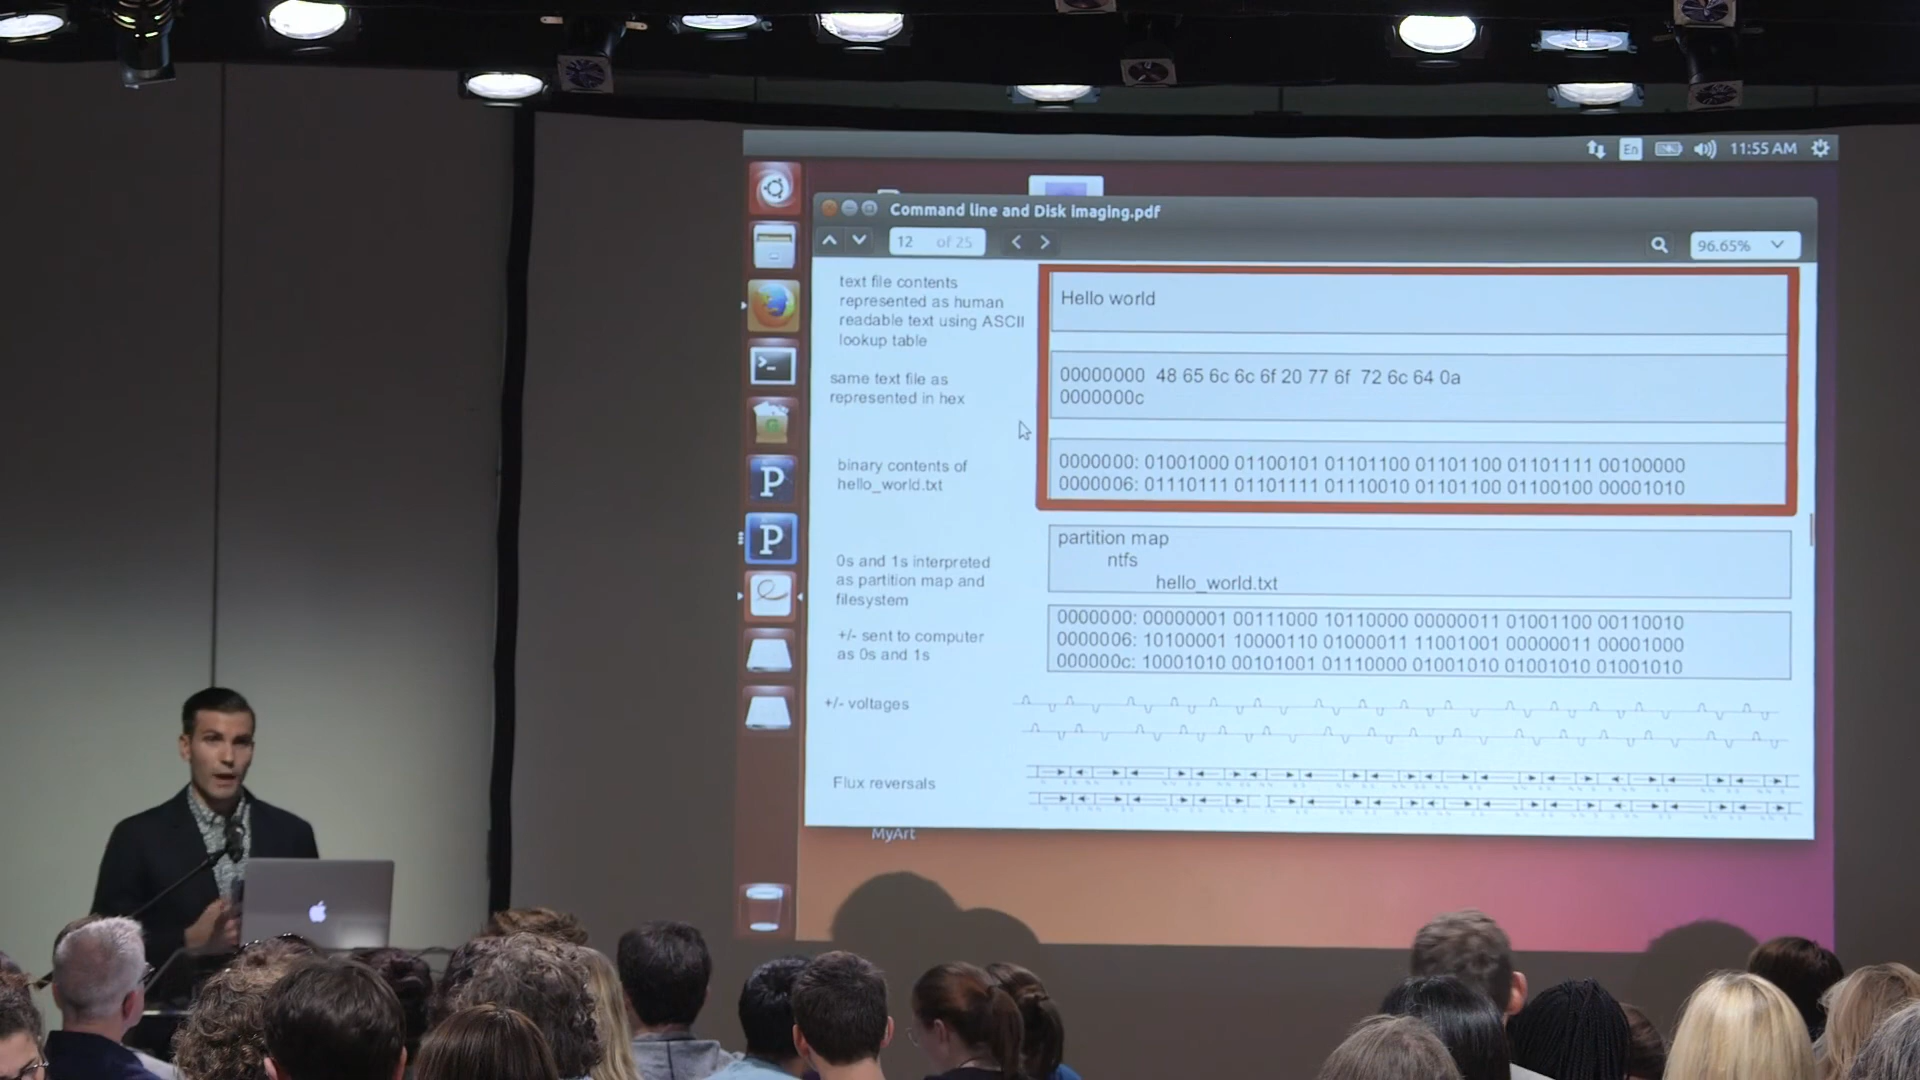 En
11:55 AM
Command line and Disk imaging.pdf
12 of 25
96.65%
text file contents
represented as human
readable text using ASCII
lookup table
Hello world
same text file as
represented in hex
00000000 48 65 6c 6c 6f 20 77 6f 72 6c 64 0a
0000000c
binary contents of
hello_world.txt
0000000: 01001000 01100101 01101100 01101100 01101111 00100000
0000006: 01110111 01101111 01110010 01101100 01100100 00001010
0s and 1s interpreted
as partition map and
filesystem
partition map
ntfs
hello_world.txt
+/- sent to computer
as 0s and 1s
0000000: 00000001 00111000 10110000 00000011 01001100 00110010
0000006: 10100001 10000110 01000011 11001001 00000011 00001000
000000c: 10001010 00101001 01110000 01001010 01001010 01001010
+/- voltages
Flux reversals
MyArt
P
P